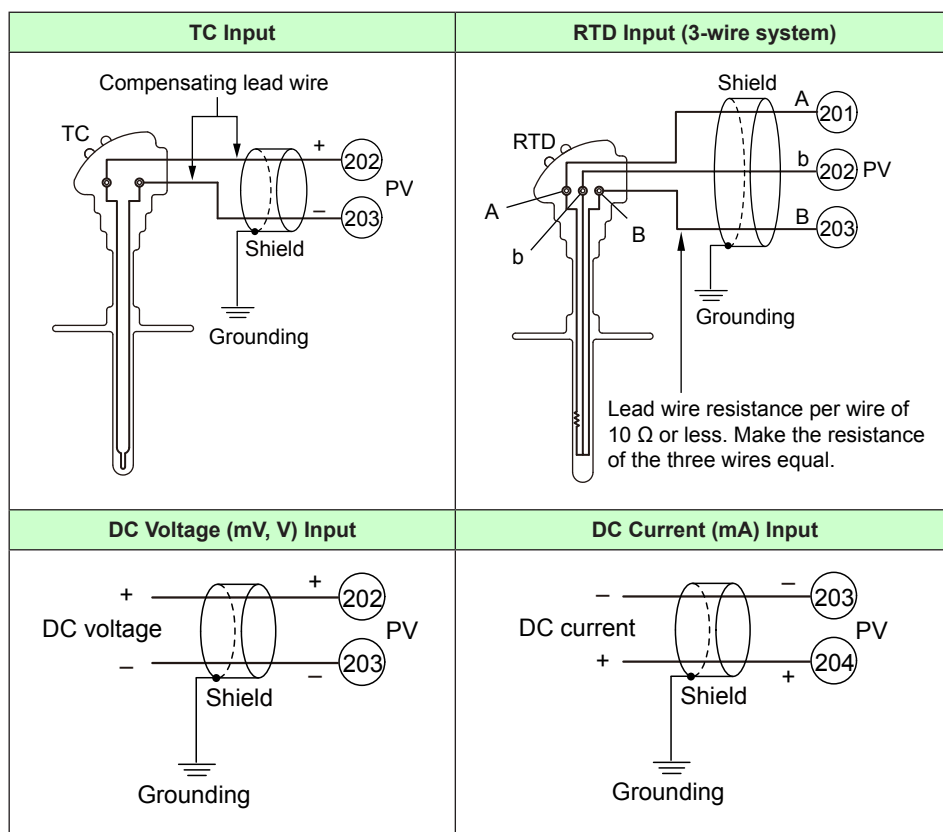 TC Input
Compensating lead wire
TC
+
202
PV
–
203
Shield
Grounding
RTD Input (3-wire system)
Shield
A
201
RTD
b
202 PV
A
B
B
203
b
Grounding
Lead wire resistance per wire of
10 Ω or less. Make the resistance
of the three wires equal.
DC Voltage (mV, V) Input
+
+
202
DC voltage
PV
–
–
203
Shield
Grounding
DC Current (mA) Input
–
–
203
DC current
PV
+
+
204
Shield
Grounding